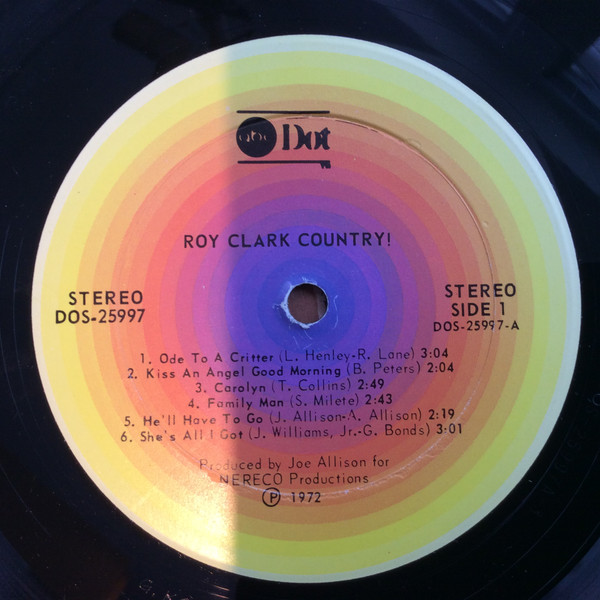 abc Dot
ROY CLARK COUNTRY!
STEREO
DOS-25997
STEREO
SIDE 1
DOS-25997-A
1. Ode To A Critter (L. Henley-R. Lane) 3:04
2. Kiss An Angel Good Morning (B. Peters) 2:04
3. Carolyn (T. Collins) 2:49
4. Family Man (S. Milete) 2:43
5. He'll Have To Go (J. Allison-A. Allison) 2:19
6. She's All I Got (J. Williams, Jr.-G. Bonds) 3:01
Produced by Joe Allison for
NERECO Productions
Ⓟ 1972